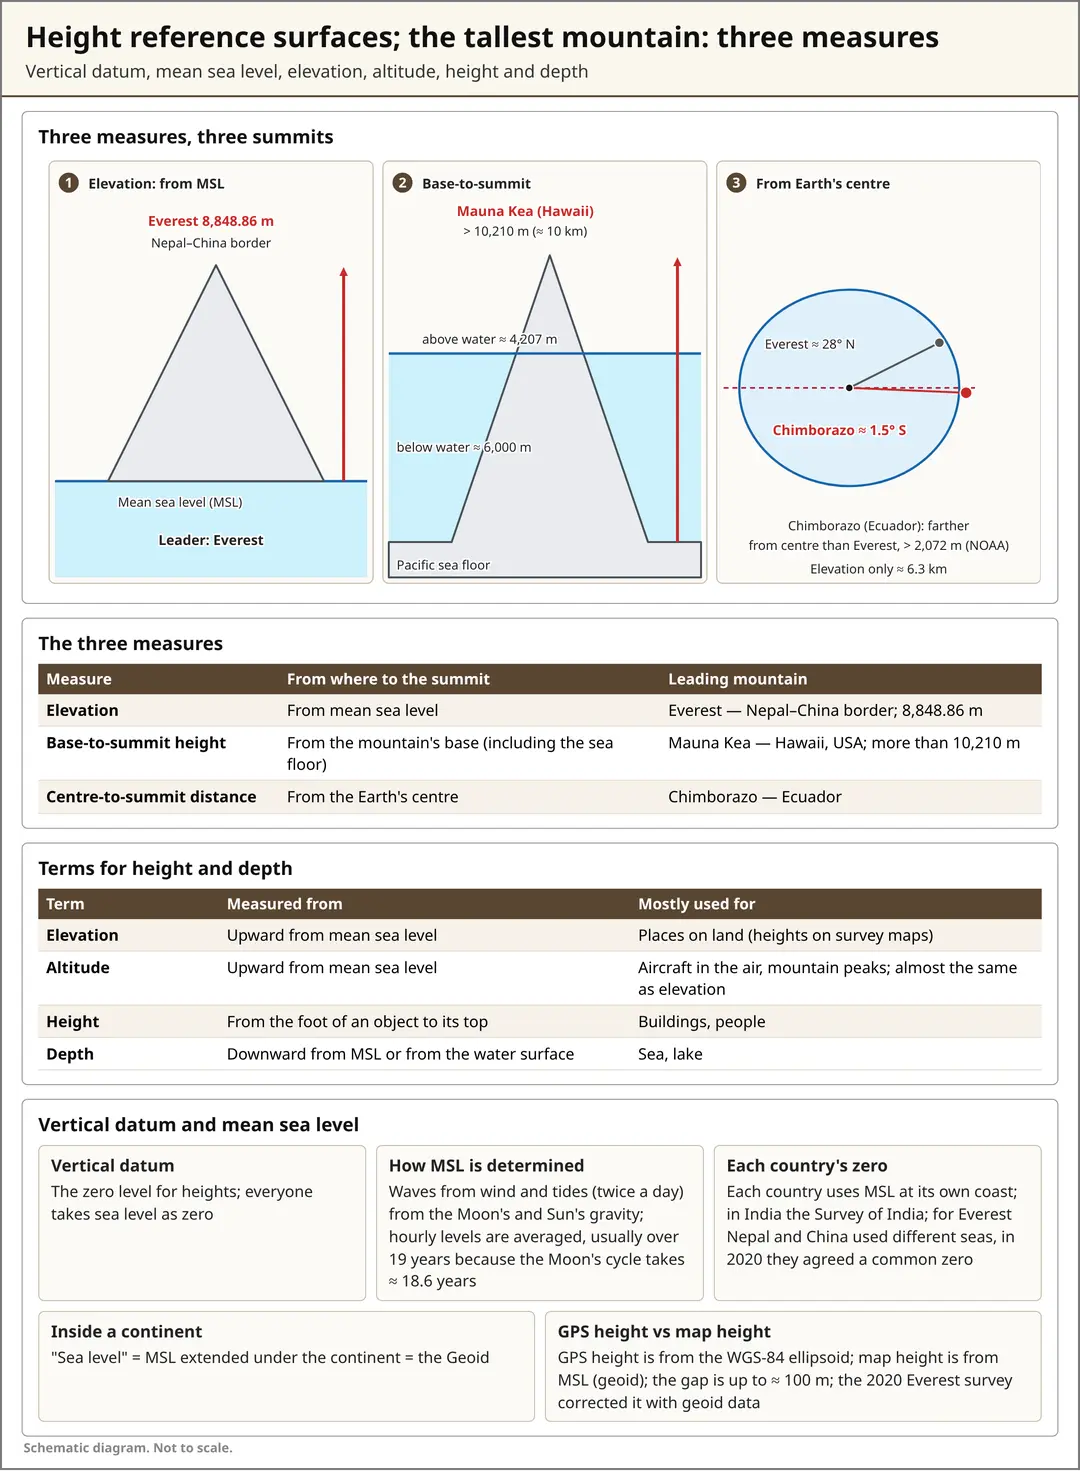 Height reference surfaces; the tallest mountain: three measures
Vertical datum, mean sea level, elevation, altitude, height and depth
Three measures, three summits
1 Elevation: from MSL
Everest 8,848.86 m
Nepal–China border
Mean sea level (MSL)
Leader: Everest
2 Base-to-summit
Mauna Kea (Hawaii)
> 10,210 m (≈ 10 km)
above water ≈ 4,207 m
below water ≈ 6,000 m
Pacific sea floor
3 From Earth's centre
Everest ≈ 28° N
Chimborazo ≈ 1.5° S
Chimborazo (Ecuador): farther
from centre than Everest, > 2,072 m (NOAA)
Elevation only ≈ 6.3 km
The three measures
Measure From where to the summit Leading mountain
Elevation From mean sea level Everest — Nepal–China border; 8,848.86 m
Base-to-summit height From the mountain's base (including the sea Mauna Kea — Hawaii, USA; more than 10,210 m
floor)
Centre-to-summit distance From the Earth's centre Chimborazo — Ecuador
Terms for height and depth
Term Measured from Mostly used for
Elevation Upward from mean sea level Places on land (heights on survey maps)
Altitude Upward from mean sea level Aircraft in the air, mountain peaks; almost the same
as elevation
Height From the foot of an object to its top Buildings, people
Depth Downward from MSL or from the water surface Sea, lake
Vertical datum and mean sea level
Vertical datum
The zero level for heights; everyone
takes sea level as zero
How MSL is determined
Waves from wind and tides (twice a day)
from the Moon's and Sun's gravity;
hourly levels are averaged, usually over
19 years because the Moon's cycle takes
≈ 18.6 years
Each country's zero
Each country uses MSL at its own coast;
in India the Survey of India; for Everest
Nepal and China used different seas, in
2020 they agreed a common zero
Inside a continent
"Sea level" = MSL extended under the continent = the Geoid
GPS height vs map height
GPS height is from the WGS-84 ellipsoid; map height is from
MSL (geoid); the gap is up to ≈ 100 m; the 2020 Everest survey
corrected it with geoid data
Schematic diagram. Not to scale.